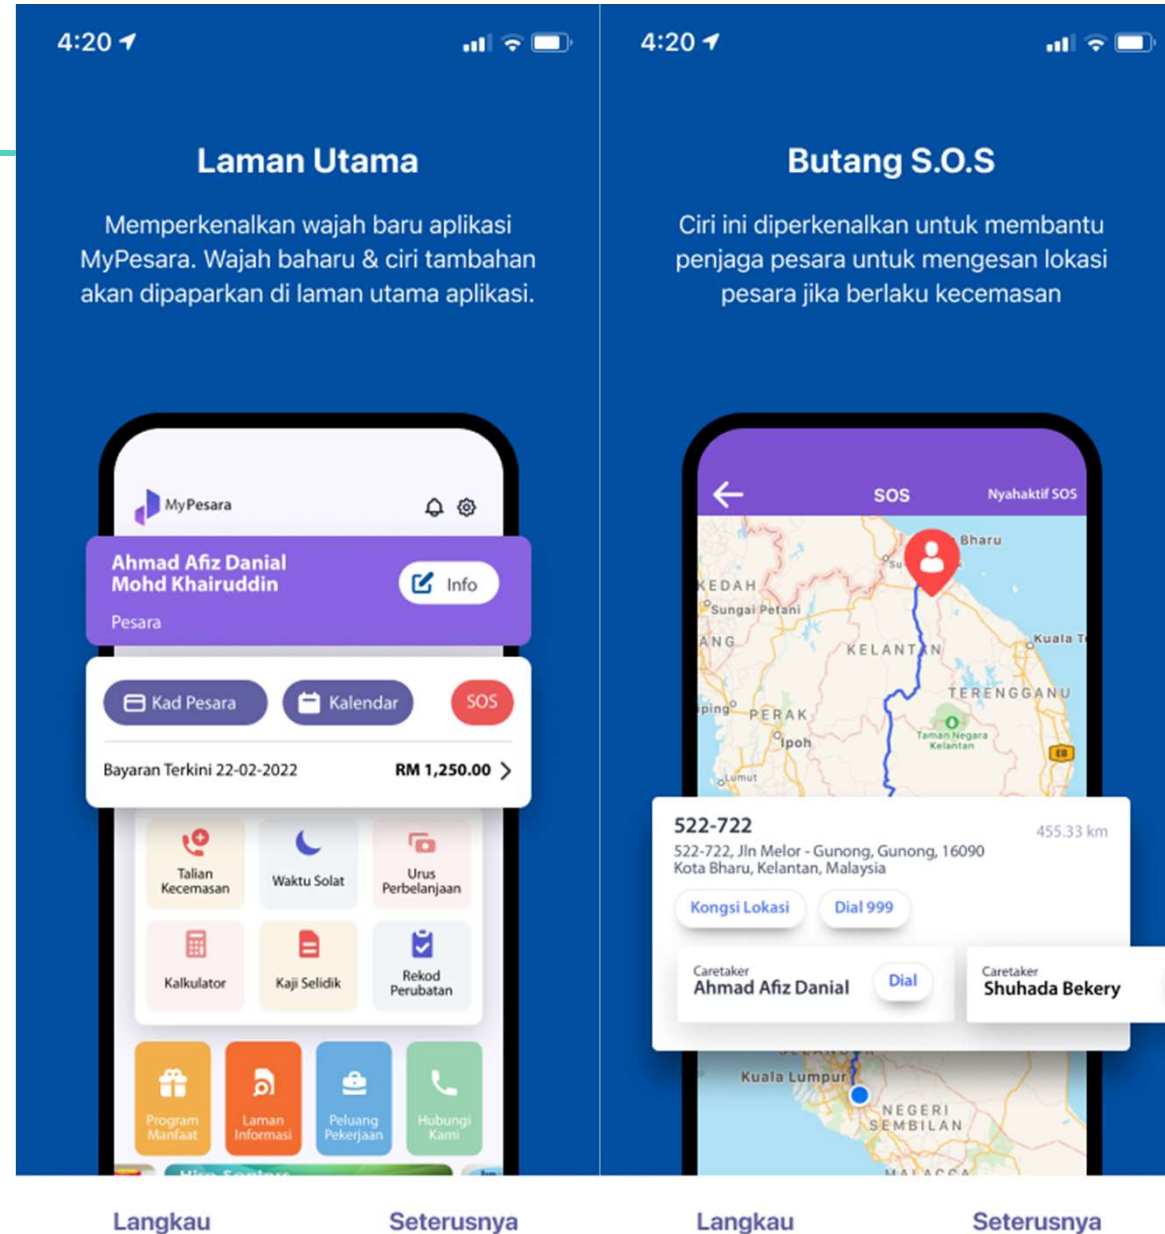 4:20
Laman Utama
Memperkenalkan wajah baru aplikasi
MyPesara. Wajah baharu & ciri tambahan
akan dipaparkan di laman utama aplikasi.
MyPesara
Ahmad Afiz Danial
Mohd Khairuddin
Info
Pesara
Kad Pesara
Kalendar
SOS
Bayaran Terkini 22-02-2022
RM 1,250.00
Talian
Kecemasan
Waktu Solat
Urus
Perbelanjaan
Kalkulator
Kaji Selidik
Rekod
Perubatan
Program
Manfaat
Laman
Informasi
Peluang
Pekerjaan
Hubungi
Kami
Langkau
Seterusnya
4:20
Butang S.O.S
Ciri ini diperkenalkan untuk membantu
penjaga pesara untuk mengesan lokasi
pesara jika berlaku kecemasan
SOS
Nyahaktif SOS
Bharu
KEDAH
Sungai Petani
ANG
KELANTAN
Kuala T
TERENGGANU
iping
PERAK
Ipoh
Taman Negara
Kelantan
E8
Lumut
522-722
455.33 km
522-722, Jln Melor - Gunong, Gunong, 16090
Kota Bharu, Kelantan, Malaysia
Kongsi Lokasi
Dial 999
Caretaker
Ahmad Afiz Danial
Dial
Caretaker
Shuhada Bekery
Kuala Lumpur
NEGERI
SEMBILAN
Langkau
Seterusnya